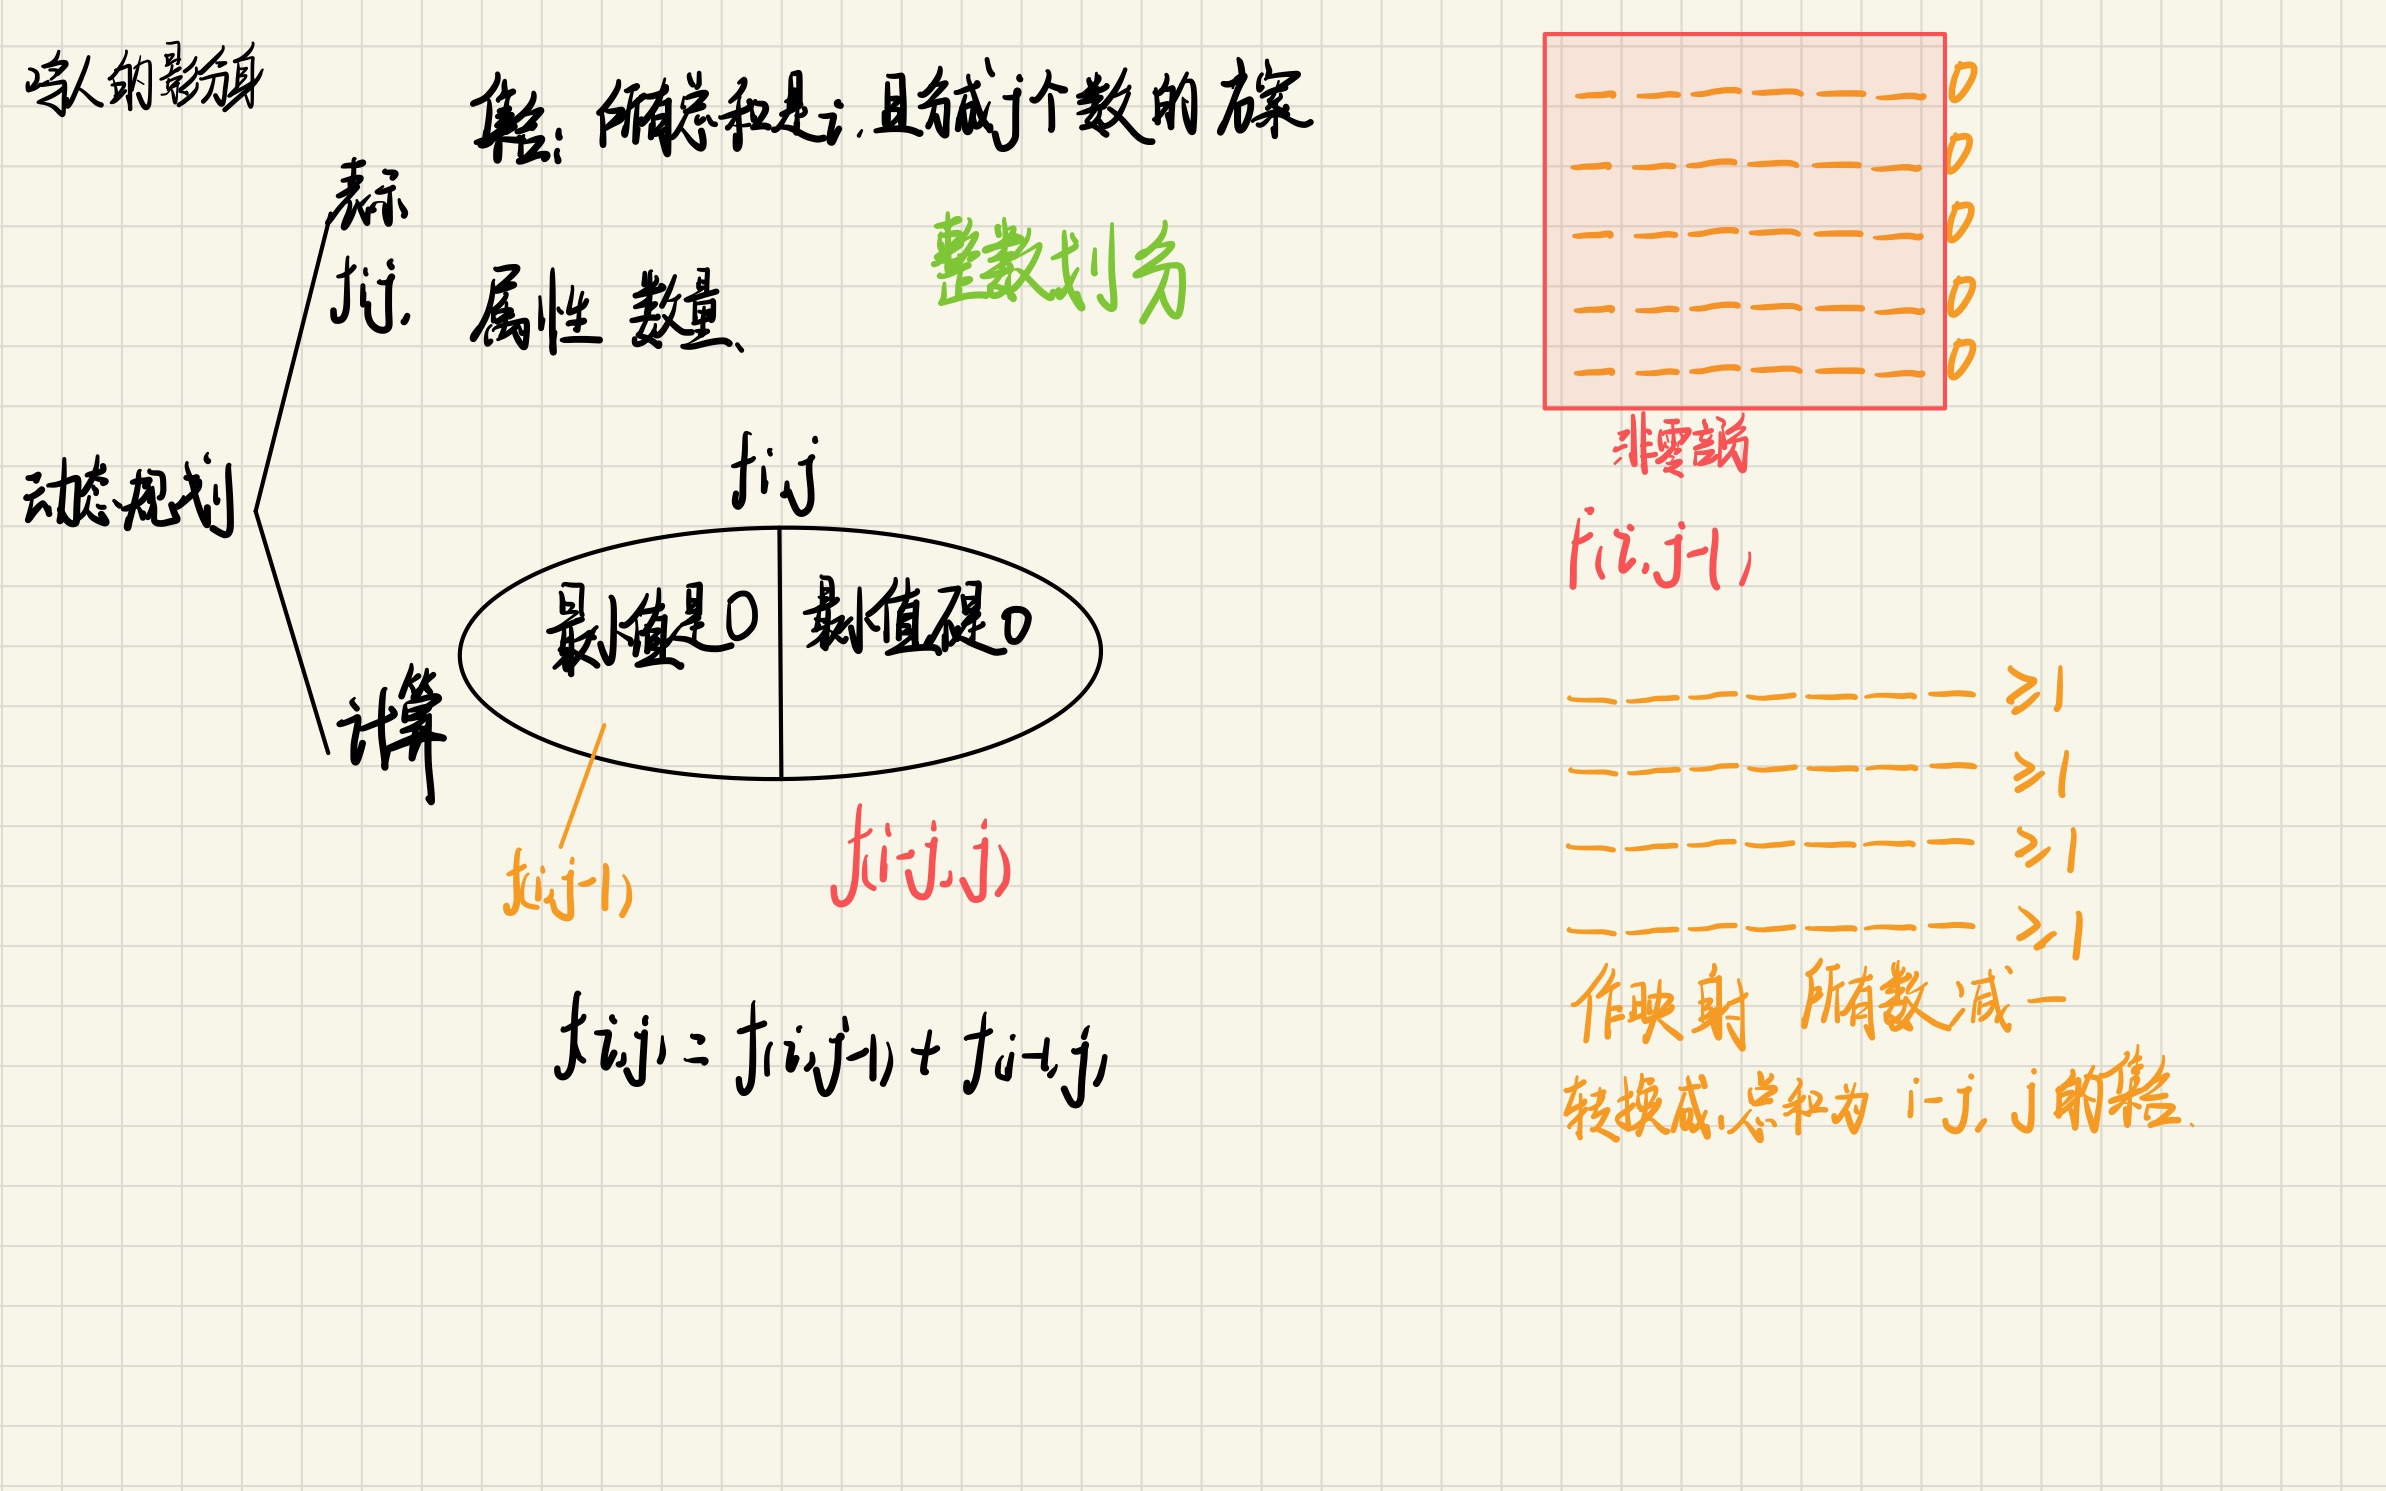 鸣人的影分身
集合: 所有总和是i, 且分成j个数的方案
表示
f i,j,
属性 数量、
整数划分
动态规划
计算
f i,j
最小值是0
最小值不是0
f(i,j-1)
f(i-j,j)
f(i,j) = f(i,j-1) + f(i-1,j)
0
0
0
0
0
非零部分
f(i,j-1)
≥1
≥1
≥1
≥1
作映射 所有数减一
转换成总和为 i-j, j的集合、